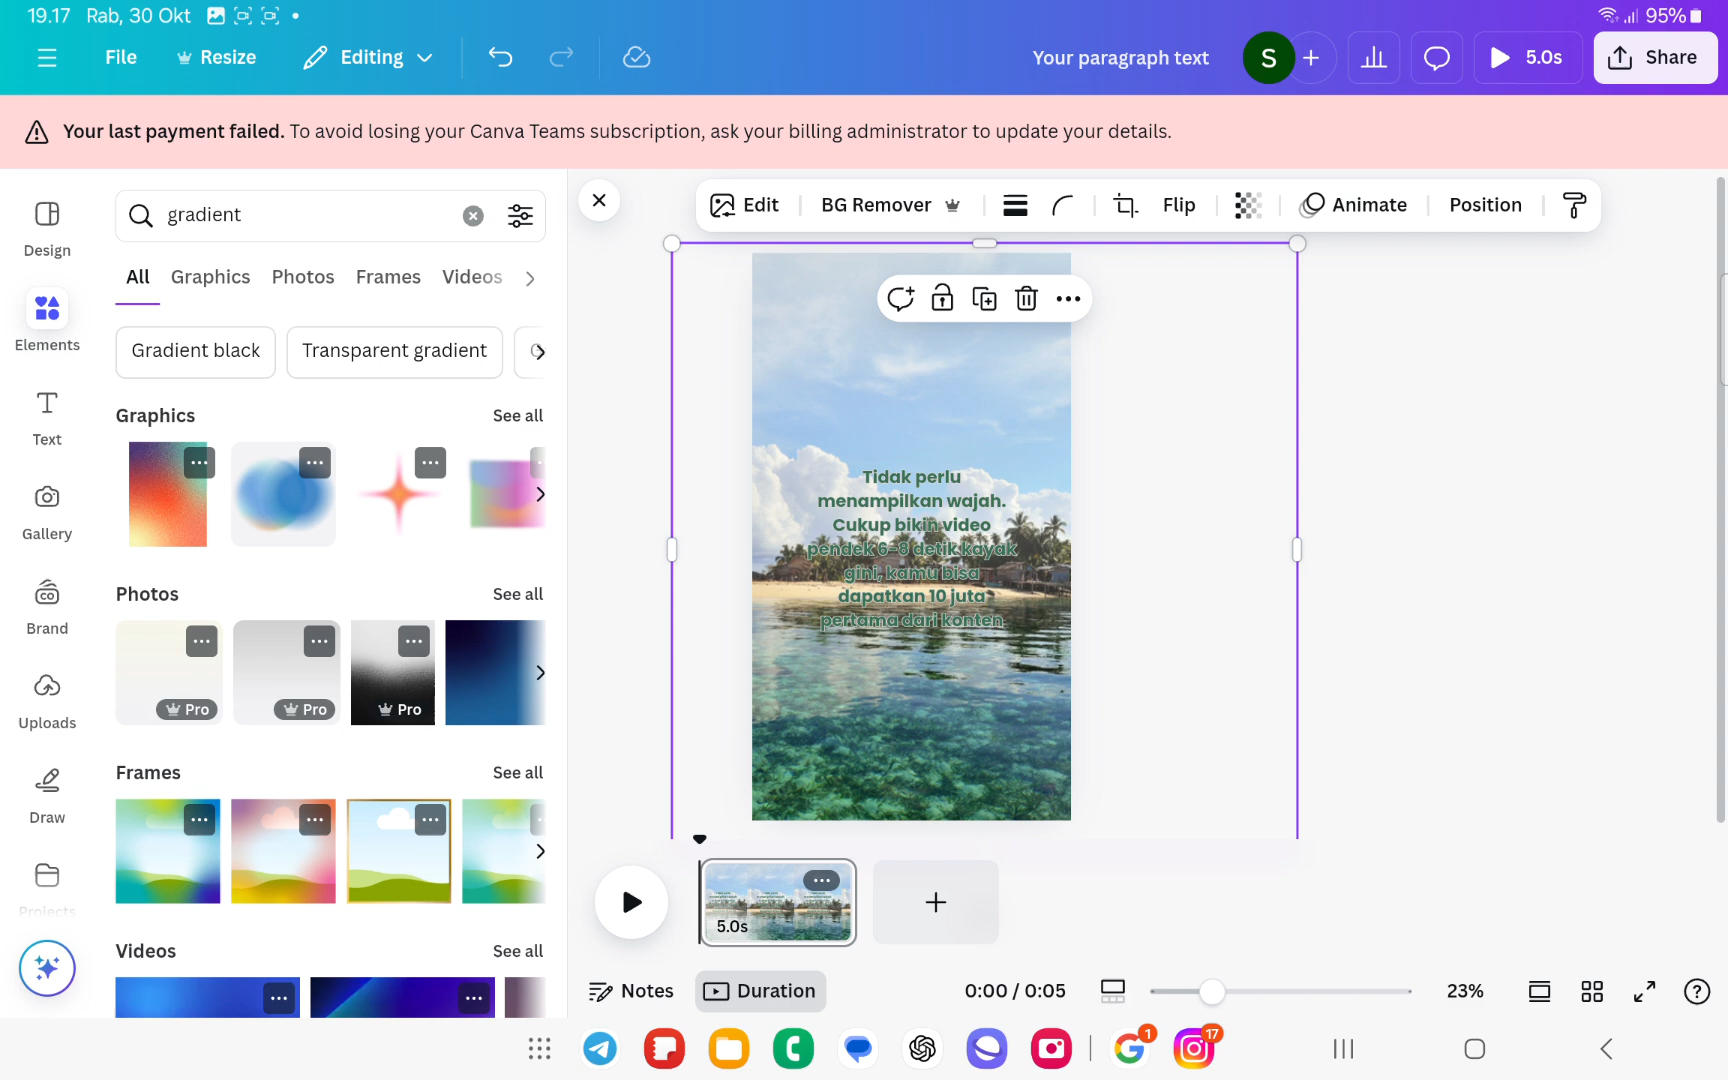 19.17 Rab, 30 Okt
95%
File
Resize
Editing
Your paragraph text
S
5.0s
Share
Your last payment failed. To avoid losing your Canva Teams subscription, ask your billing administrator to update your details.
Design
Elements
Text
Gallery
Brand
Uploads
Draw
Projects
gradient
All Graphics Photos Frames Videos
Gradient black
Transparent gradient
Graphics See all
Photos See all
Pro
Pro
Pro
Frames See all
Videos See all
Edit
BG Remover
Flip
Animate
Position
Tidak perlu
menampilkan wajah.
Cukup bikin video
pendek 6-8 detik kayak
gini, kamu bisa
dapatkan 10 juta
pertama dari konten
5.0s
Notes
Duration
0:00 / 0:05
23%
1
17